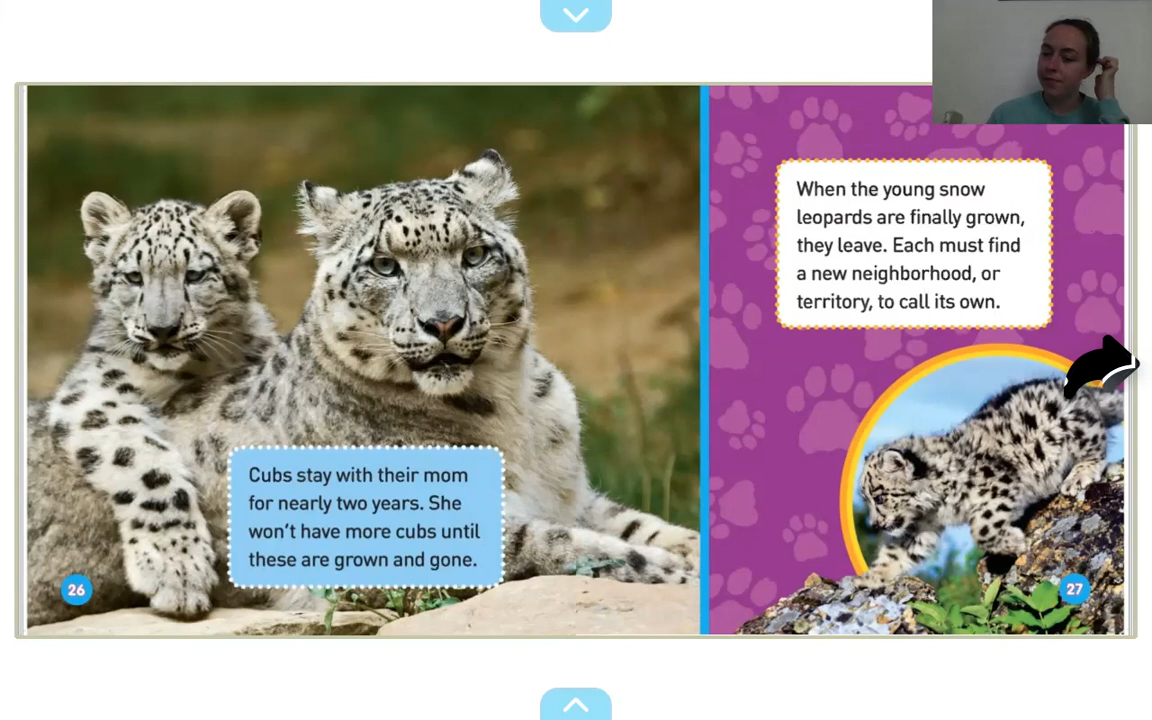 Cubs stay with their mom
for nearly two years. She
won't have more cubs until
these are grown and gone.
26
When the young snow
leopards are finally grown,
they leave. Each must find
a new neighborhood, or
territory, to call its own.
27